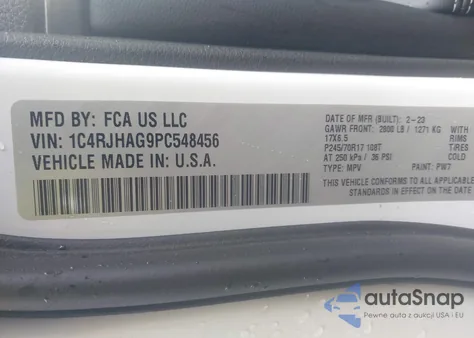 MFD BY: FCA US LLC
VIN: 1C4RJHAG9PC548456
VEHICLE MADE IN: U.S.A.
DATE OF MFR (BUILT): 2-23
GAWR FRONT: 2800 LB / 1271 KG WITH
17X6.5 RIMS
P245/70R17 108T TIRES
AT 250 kPa / 36 PSI COLD
TYPE: MPV PAINT: PW7
THIS VEHICLE CONFORMS TO ALL APPLICABLE
STANDARDS IN EFFECT ON THE DATE OF
autoSnap
Pewne auto z aukcji USA i EU